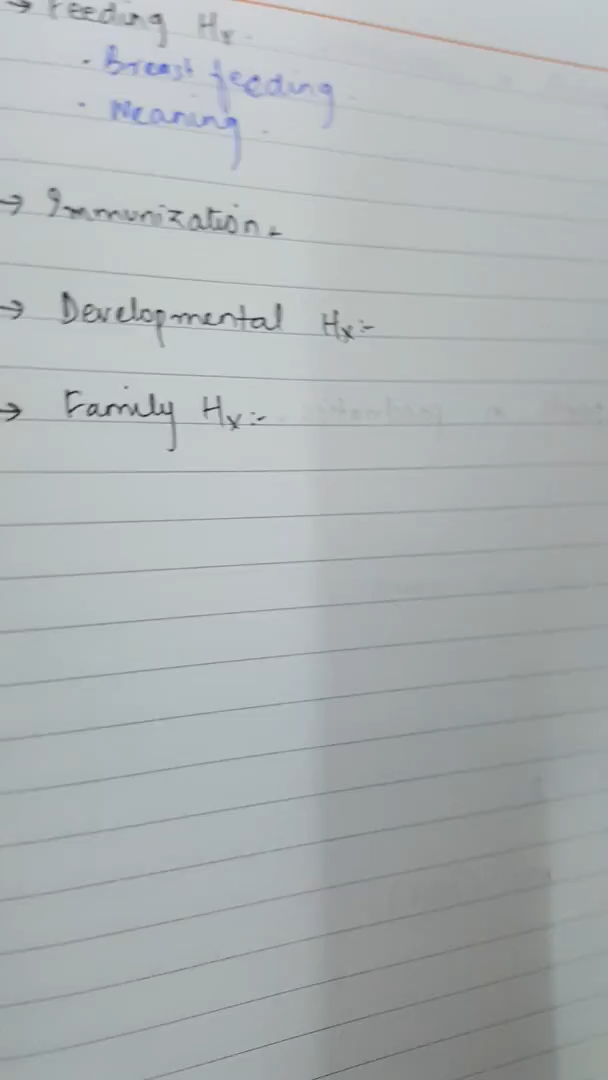 → Feeding Hx.
· Breast feeding.
· Weaning.
→ Immunization.
→ Developmental Hx:-
→ Family Hx:-